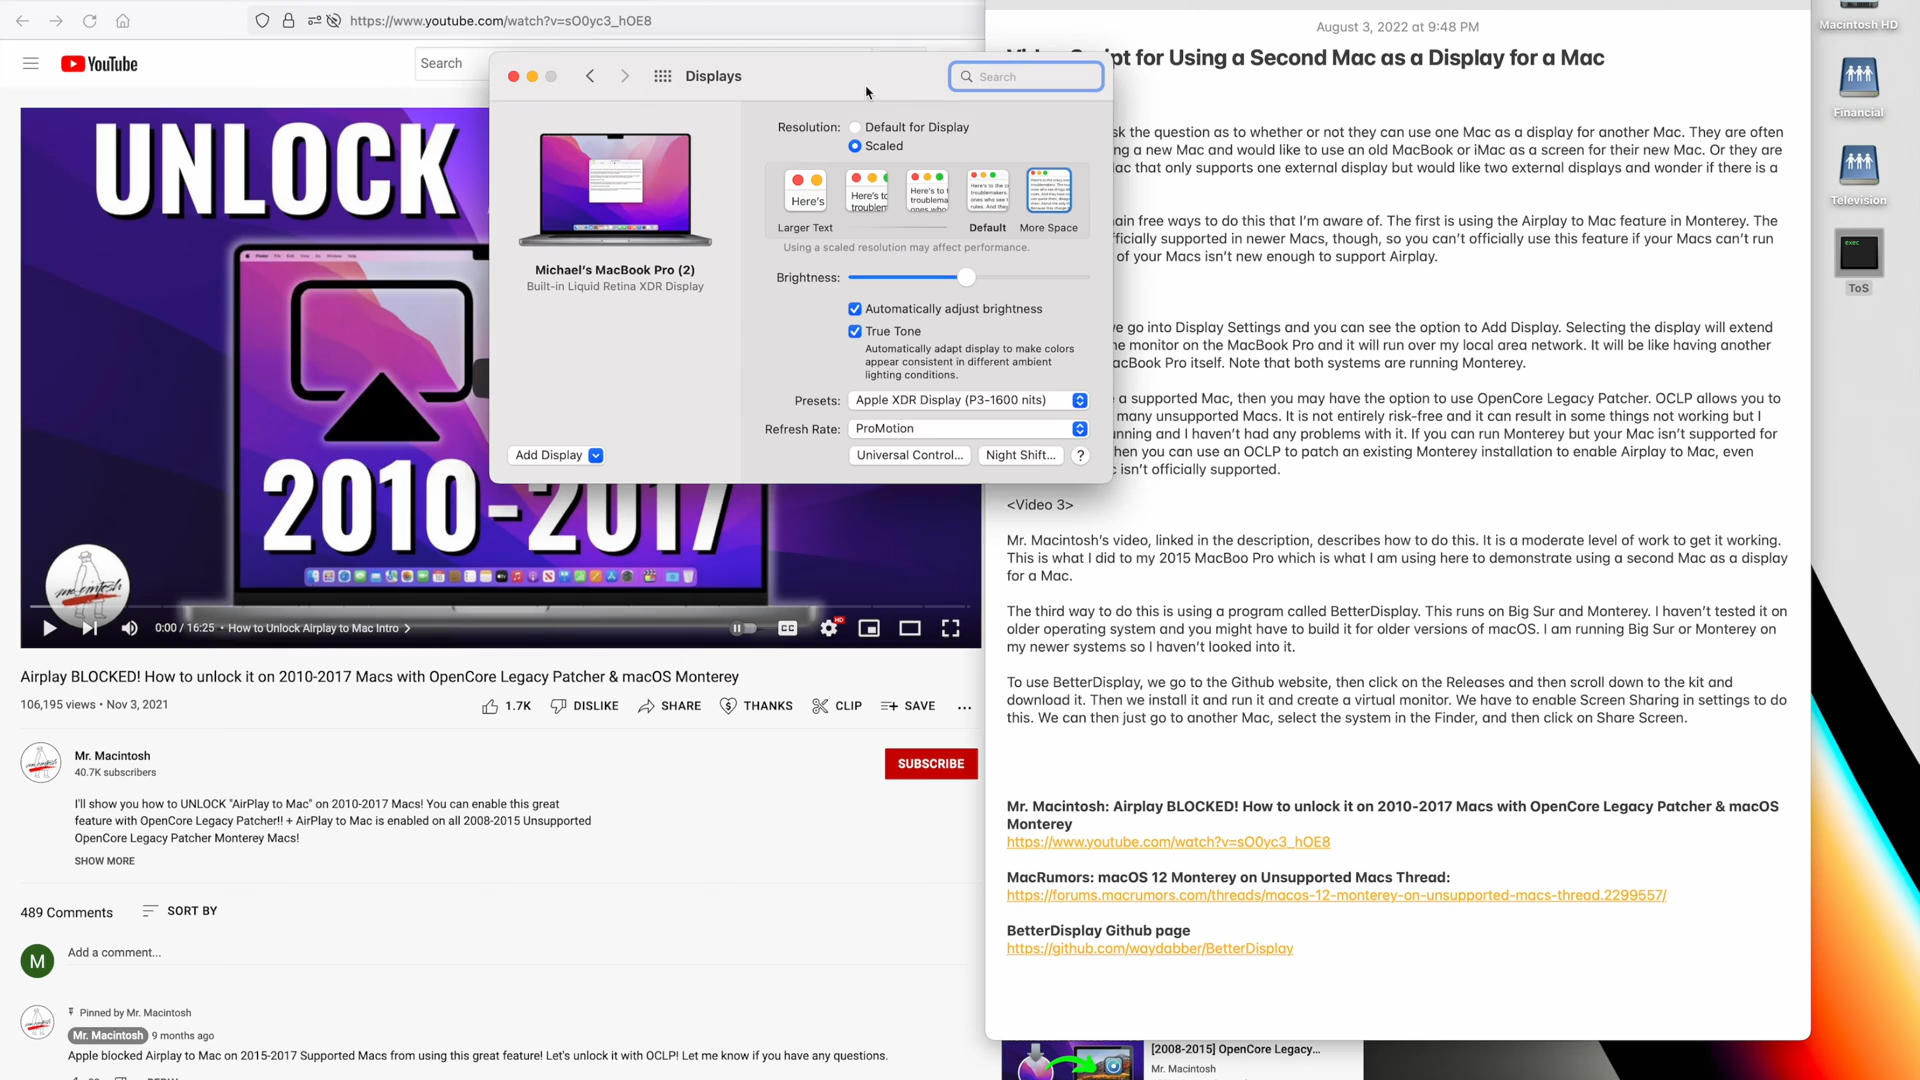 https://www.youtube.com/watch?v=sO0yc3_hOE8
YouTube
Search
UNLOCK
2010-2017
0:00 / 16:25 • How to Unlock Airplay to Mac Intro
CC
HD
Airplay BLOCKED! How to unlock it on 2010-2017 Macs with OpenCore Legacy Patcher & macOS Monterey
106,195 views • Nov 3, 2021
1.7K
DISLIKE
SHARE
THANKS
CLIP
SAVE
Mr. Macintosh
40.7K subscribers
SUBSCRIBE
I'll show you how to UNLOCK "AirPlay to Mac" on 2010-2017 Macs! You can enable this great
feature with OpenCore Legacy Patcher!! + AirPlay to Mac is enabled on all 2008-2015 Unsupported
OpenCore Legacy Patcher Monterey Macs!
SHOW MORE
489 Comments
SORT BY
M
Add a comment...
Pinned by Mr. Macintosh
Mr. Macintosh 9 months ago
Apple blocked Airplay to Mac on 2015-2017 Supported Macs from using this great feature! Let's unlock it with OCLP! Let me know if you have any questions.
Displays
Search
Michael's MacBook Pro (2)
Built-in Liquid Retina XDR Display
Add Display
Resolution:
Default for Display
Scaled
Here's
Larger Text
Default
More Space
Using a scaled resolution may affect performance.
Brightness:
Automatically adjust brightness
True Tone
Automatically adapt display to make colors
appear consistent in different ambient
lighting conditions.
Presets: Apple XDR Display (P3-1600 nits)
Refresh Rate: ProMotion
Universal Control...
Night Shift...
?
August 3, 2022 at 9:48 PM
pt for Using a Second Mac as a Display for a Mac
sk the question as to whether or not they can use one Mac as a display for another Mac. They are often
ng a new Mac and would like to use an old MacBook or iMac as a screen for their new Mac. Or they are
ac that only supports one external display but would like two external displays and wonder if there is a
ain free ways to do this that I'm aware of. The first is using the Airplay to Mac feature in Monterey. The
ficially supported in newer Macs, though, so you can't officially use this feature if your Macs can't run
of your Macs isn't new enough to support Airplay.
e go into Display Settings and you can see the option to Add Display. Selecting the display will extend
he monitor on the MacBook Pro and it will run over my local area network. It will be like having another
acBook Pro itself. Note that both systems are running Monterey.
a supported Mac, then you may have the option to use OpenCore Legacy Patcher. OCLP allows you to
many unsupported Macs. It is not entirely risk-free and it can result in some things not working but I
nning and I haven't had any problems with it. If you can run Monterey but your Mac isn't supported for
hen you can use an OCLP to patch an existing Monterey installation to enable Airplay to Mac, even
c isn't officially supported.
<Video 3>
Mr. Macintosh's video, linked in the description, describes how to do this. It is a moderate level of work to get it working.
This is what I did to my 2015 MacBoo Pro which is what I am using here to demonstrate using a second Mac as a display
for a Mac.
The third way to do this is using a program called BetterDisplay. This runs on Big Sur and Monterey. I haven't tested it on
older operating system and you might have to build it for older versions of macOS. I am running Big Sur or Monterey on
my newer systems so I haven't looked into it.
To use BetterDisplay, we go to the Github website, then click on the Releases and then scroll down to the kit and
download it. Then we install it and run it and create a virtual monitor. We have to enable Screen Sharing in settings to do
this. We can then just go to another Mac, select the system in the Finder, and then click on Share Screen.
Mr. Macintosh: Airplay BLOCKED! How to unlock it on 2010-2017 Macs with OpenCore Legacy Patcher & macOS
Monterey
https://www.youtube.com/watch?v=sO0yc3_hOE8
MacRumors: macOS 12 Monterey on Unsupported Macs Thread:
https://forums.macrumors.com/threads/macos-12-monterey-on-unsupported-macs-thread.2299557/
BetterDisplay Github page
https://github.com/waydabber/BetterDisplay
[2008-2015] OpenCore Legacy...
Mr. Macintosh
Macintosh HD
Financial
Television
exec
ToS